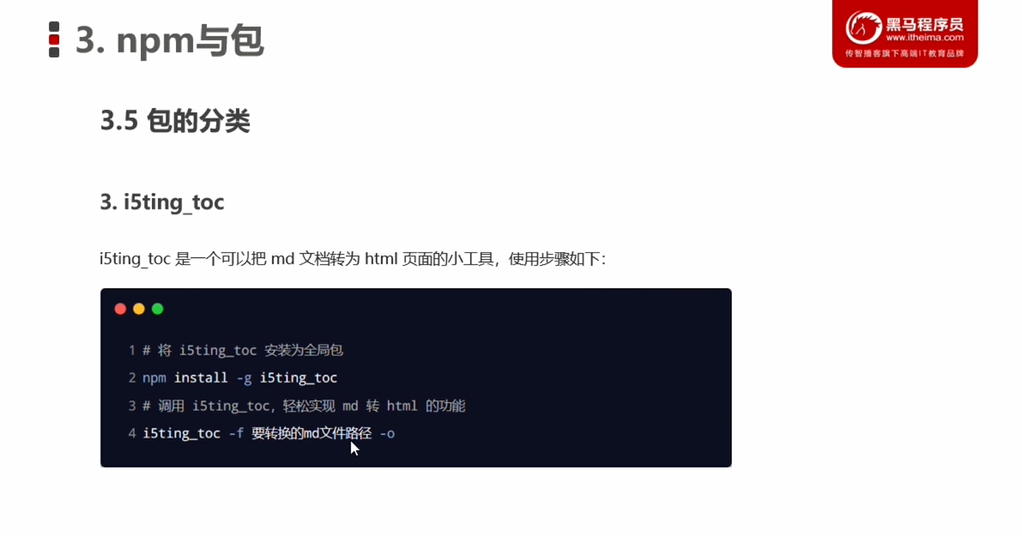 3. npm与包
黑马程序员
www.itheima.com
传智播客旗下高端IT教育品牌
3.5 包的分类
3. i5ting_toc
i5ting_toc 是一个可以把 md 文档转为 html 页面的小工具，使用步骤如下：
1 # 将 i5ting_toc 安装为全局包
2 npm install -g i5ting_toc
3 # 调用 i5ting_toc，轻松实现 md 转 html 的功能
4 i5ting_toc -f 要转换的md文件路径 -o